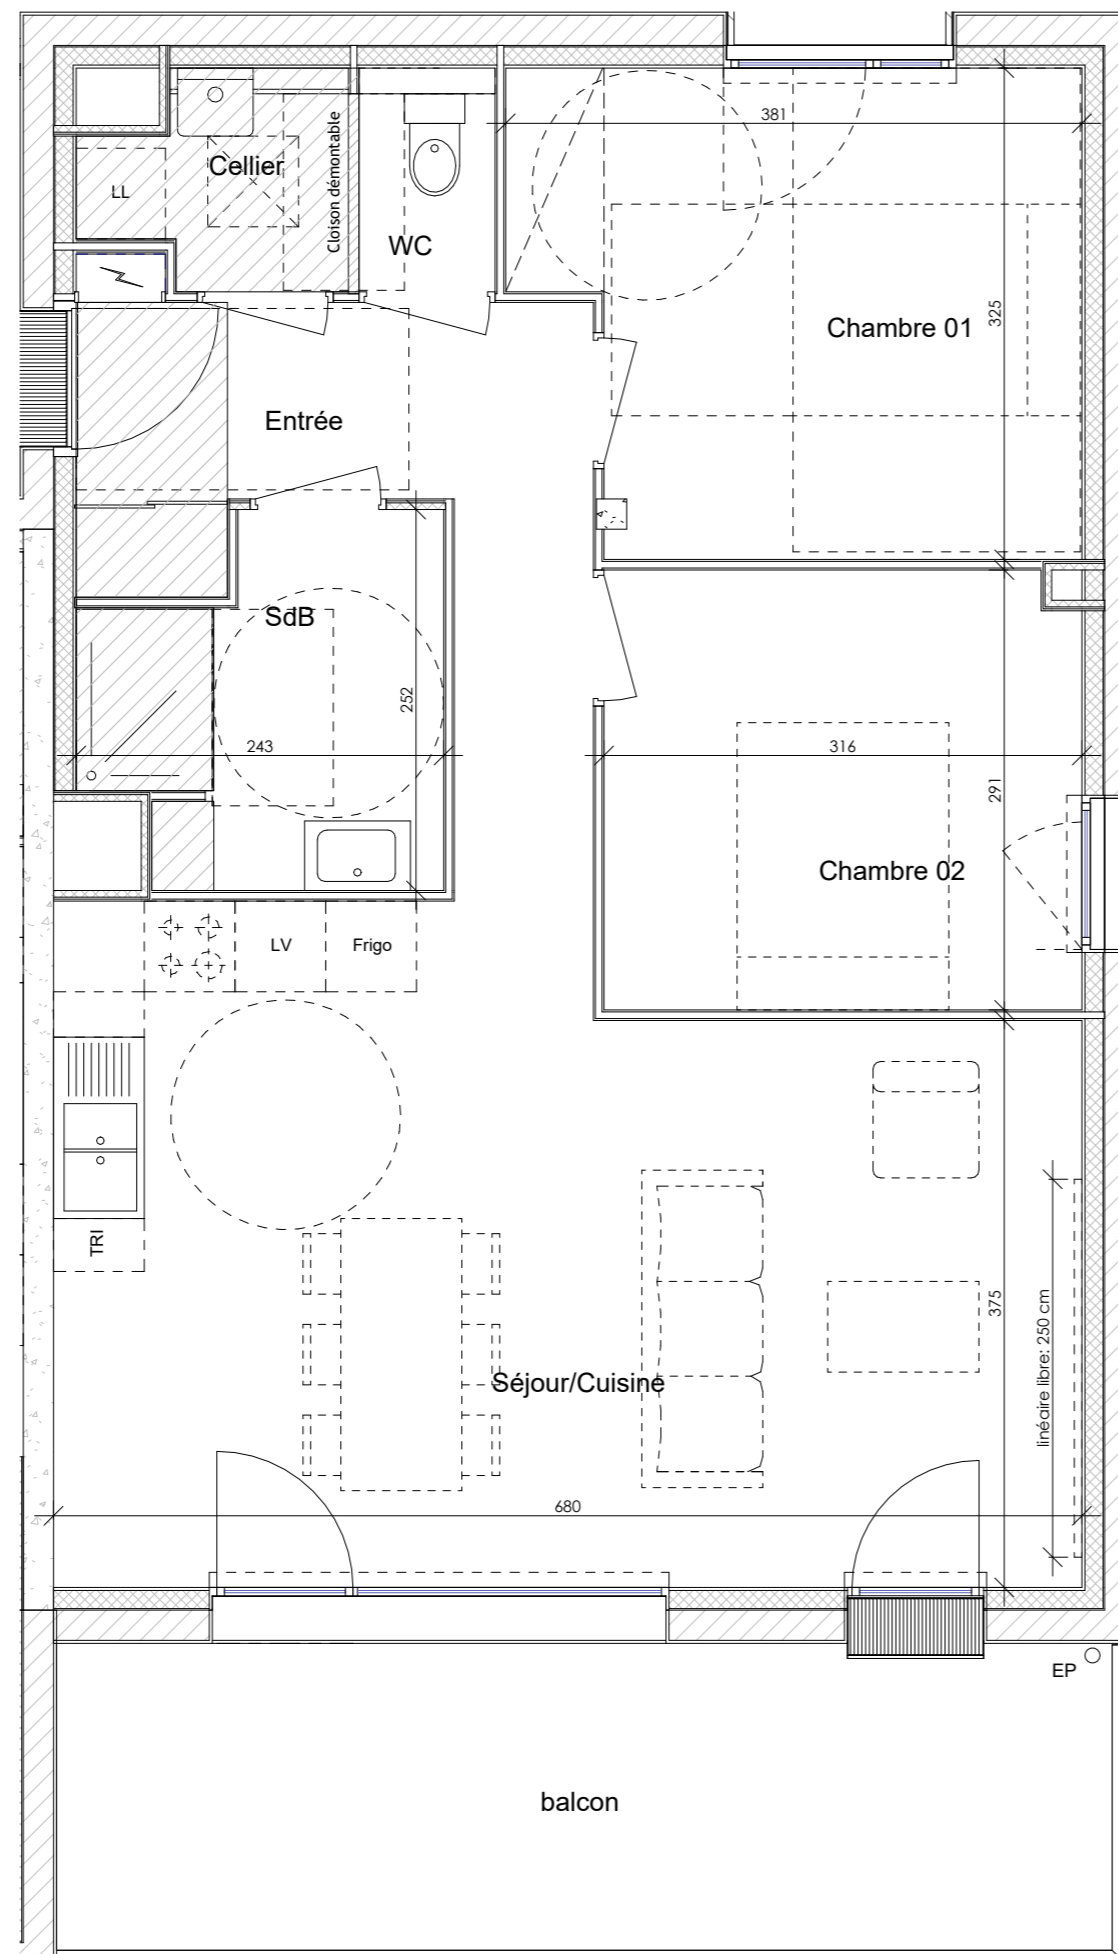 381
Cellier
Cloison démontable
LL
WC
Chambre 01
325
Entrée
SdB
252
243
316
291
Chambre 02
LV
Frigo
TRI
375
linéaire libre: 250 cm
Séjour/Cuisine
680
EP
balcon